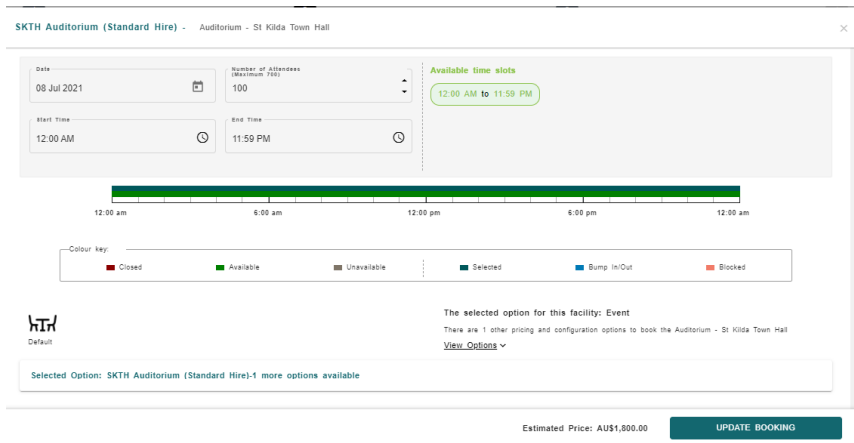 SKTH Auditorium (Standard Hire) - Auditorium - St Kilda Town Hall
Date
08 Jul 2021
Number of Attendees
(Maximum 700)
100
Available time slots
12:00 AM to 11:59 PM
Start Time
12:00 AM
End Time
11:59 PM
12:00 am 6:00 am 12:00 pm 6:00 pm 12:00 am
Colour key:
Closed Available Unavailable Selected Bump In/Out Blocked
Default
The selected option for this facility: Event
There are 1 other pricing and configuration options to book the Auditorium - St Kilda Town Hall
View Options
Selected Option: SKTH Auditorium (Standard Hire)-1 more options available
Estimated Price: AU$1,800.00
UPDATE BOOKING